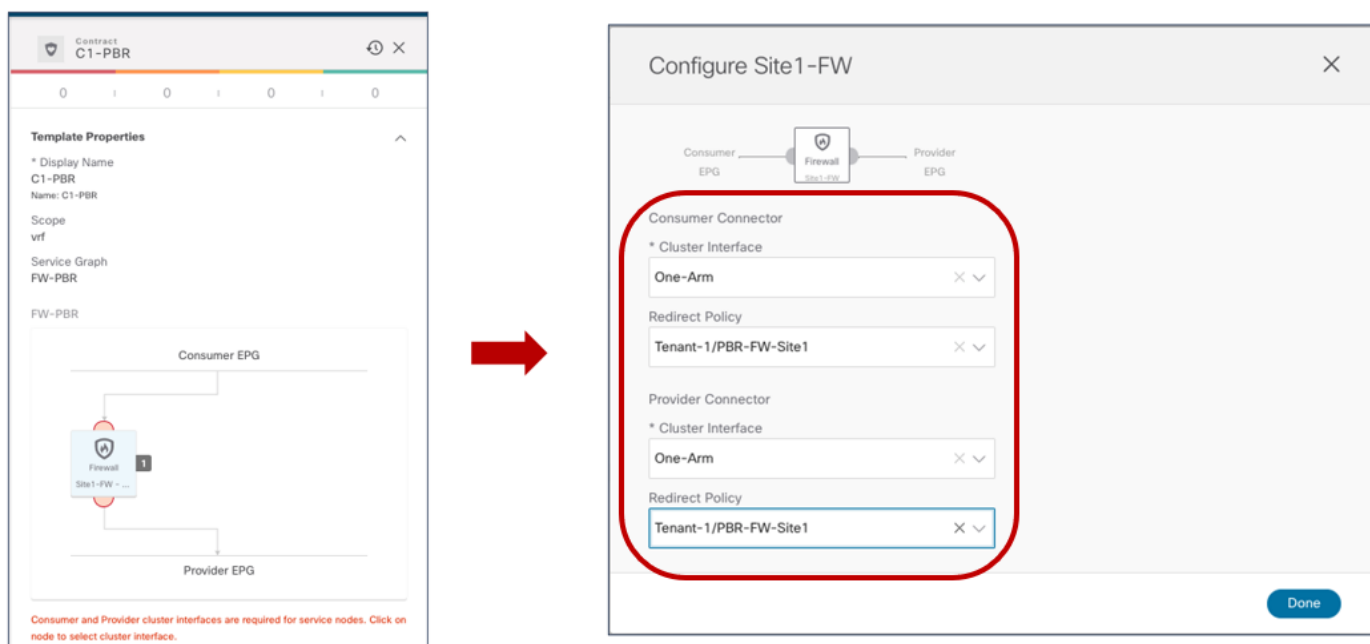 Contract
C1-PBR
0 0 0 0
Template Properties
* Display Name
C1-PBR
Name: C1-PBR
Scope
vrf
Service Graph
FW-PBR
FW-PBR
Consumer EPG
Firewall
1
Site1-FW - ...
Provider EPG
Consumer and Provider cluster interfaces are required for service nodes. Click on
node to select cluster interface.
Configure Site1-FW
Consumer
EPG
Firewall
Site1-FW
Provider
EPG
Consumer Connector
* Cluster Interface
One-Arm
Redirect Policy
Tenant-1/PBR-FW-Site1
Provider Connector
* Cluster Interface
One-Arm
Redirect Policy
Tenant-1/PBR-FW-Site1
Done